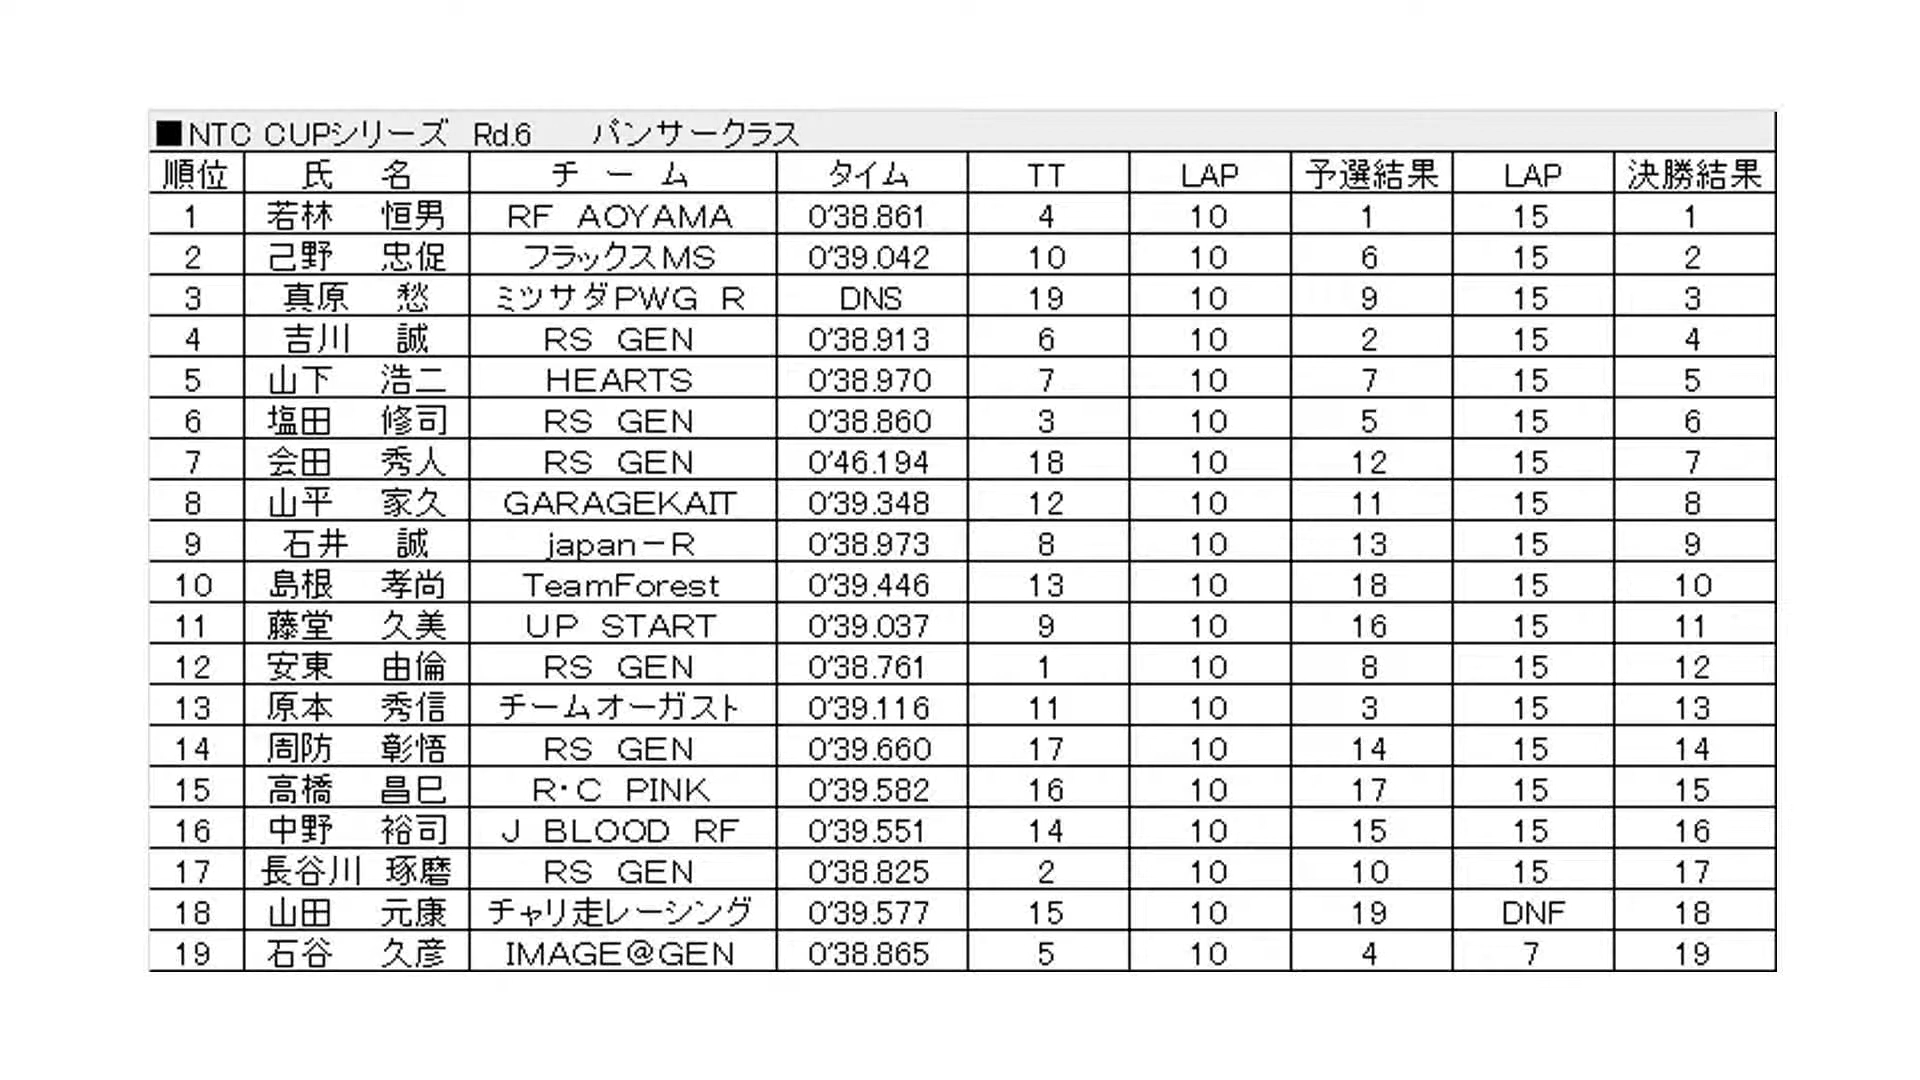 ■NTC CUPシリーズ Rd.6 パンサークラス
順位 氏 名 チ ー ム タイム TT LAP 予選結果 LAP 決勝結果
1 若林 恒男 RF AOYAMA 0'38.861 4 10 1 15 1
2 己野 忠促 フラックスMS 0'39.042 10 10 6 15 2
3 真原 愁 ミツサダPWG R DNS 19 10 9 15 3
4 吉川 誠 RS GEN 0'38.913 6 10 2 15 4
5 山下 浩二 HEARTS 0'38.970 7 10 7 15 5
6 塩田 修司 RS GEN 0'38.860 3 10 5 15 6
7 会田 秀人 RS GEN 0'46.194 18 10 12 15 7
8 山平 家久 GARAGEKAIT 0'39.348 12 10 11 15 8
9 石井 誠 japan－R 0'38.973 8 10 13 15 9
10 島根 孝尚 TeamForest 0'39.446 13 10 18 15 10
11 藤堂 久美 UP START 0'39.037 9 10 16 15 11
12 安東 由倫 RS GEN 0'38.761 1 10 8 15 12
13 原本 秀信 チームオーガスト 0'39.116 11 10 3 15 13
14 周防 彰悟 RS GEN 0'39.660 17 10 14 15 14
15 高橋 昌巳 R・C PINK 0'39.582 16 10 17 15 15
16 中野 裕司 J BLOOD RF 0'39.551 14 10 15 15 16
17 長谷川 琢磨 RS GEN 0'38.825 2 10 10 15 17
18 山田 元康 チャリ走レーシング 0'39.577 15 10 19 DNF 18
19 石谷 久彦 IMAGE@GEN 0'38.865 5 10 4 7 19